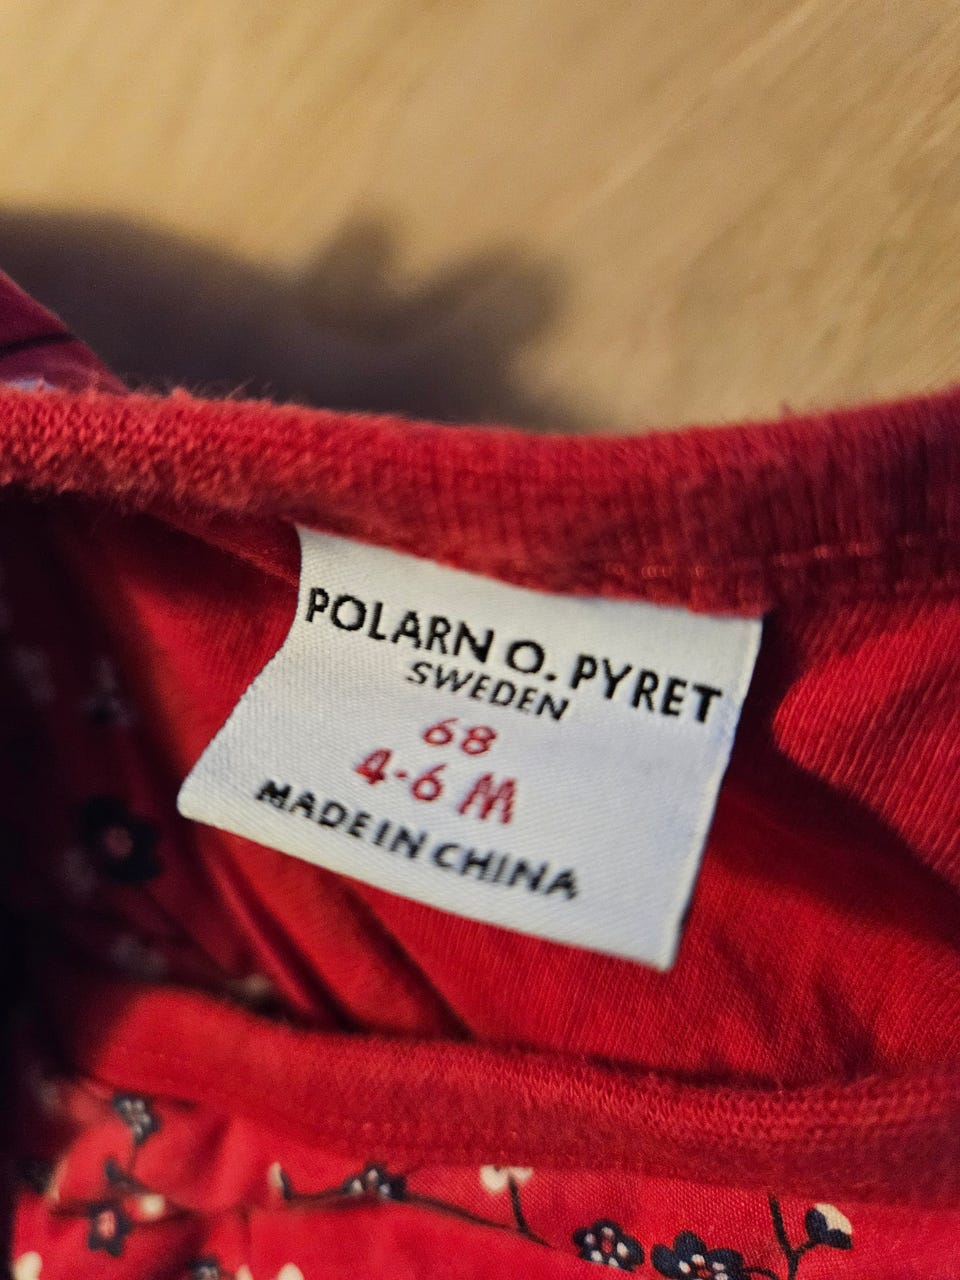 POLARN O. PYRET
SWEDEN
68
4-6 M
MADE IN CHINA